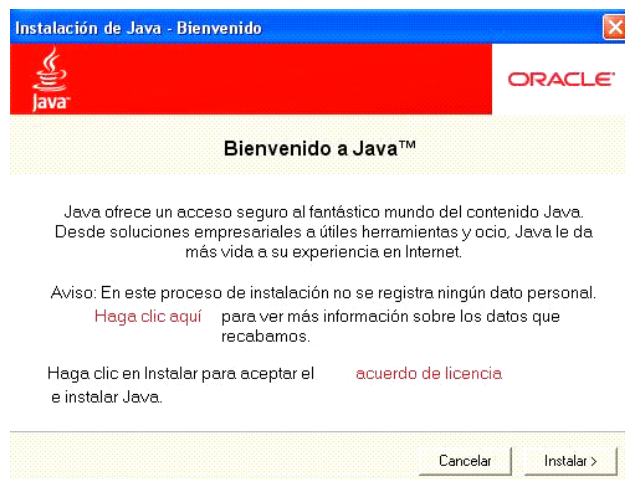 Instalación de Java - Bienvenido
Java™
ORACLE®
Bienvenido a Java™
Java ofrece un acceso seguro al fantástico mundo del contenido Java.
Desde soluciones empresariales a útiles herramientas y ocio, Java le da
más vida a su experiencia en Internet.
Aviso: En este proceso de instalación no se registra ningún dato personal.
Haga clic aquí para ver más información sobre los datos que
recabamos.
Haga clic en Instalar para aceptar el acuerdo de licencia
e instalar Java.
Cancelar Instalar >